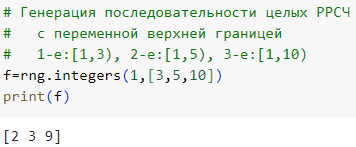 # Генерация последовательности целых РРСЧ
#   с переменной верхней границей
#   1-е:[1,3), 2-е:[1,5), 3-е:[1,10)
f=rng.integers(1,[3,5,10])
print(f)
[2 3 9]